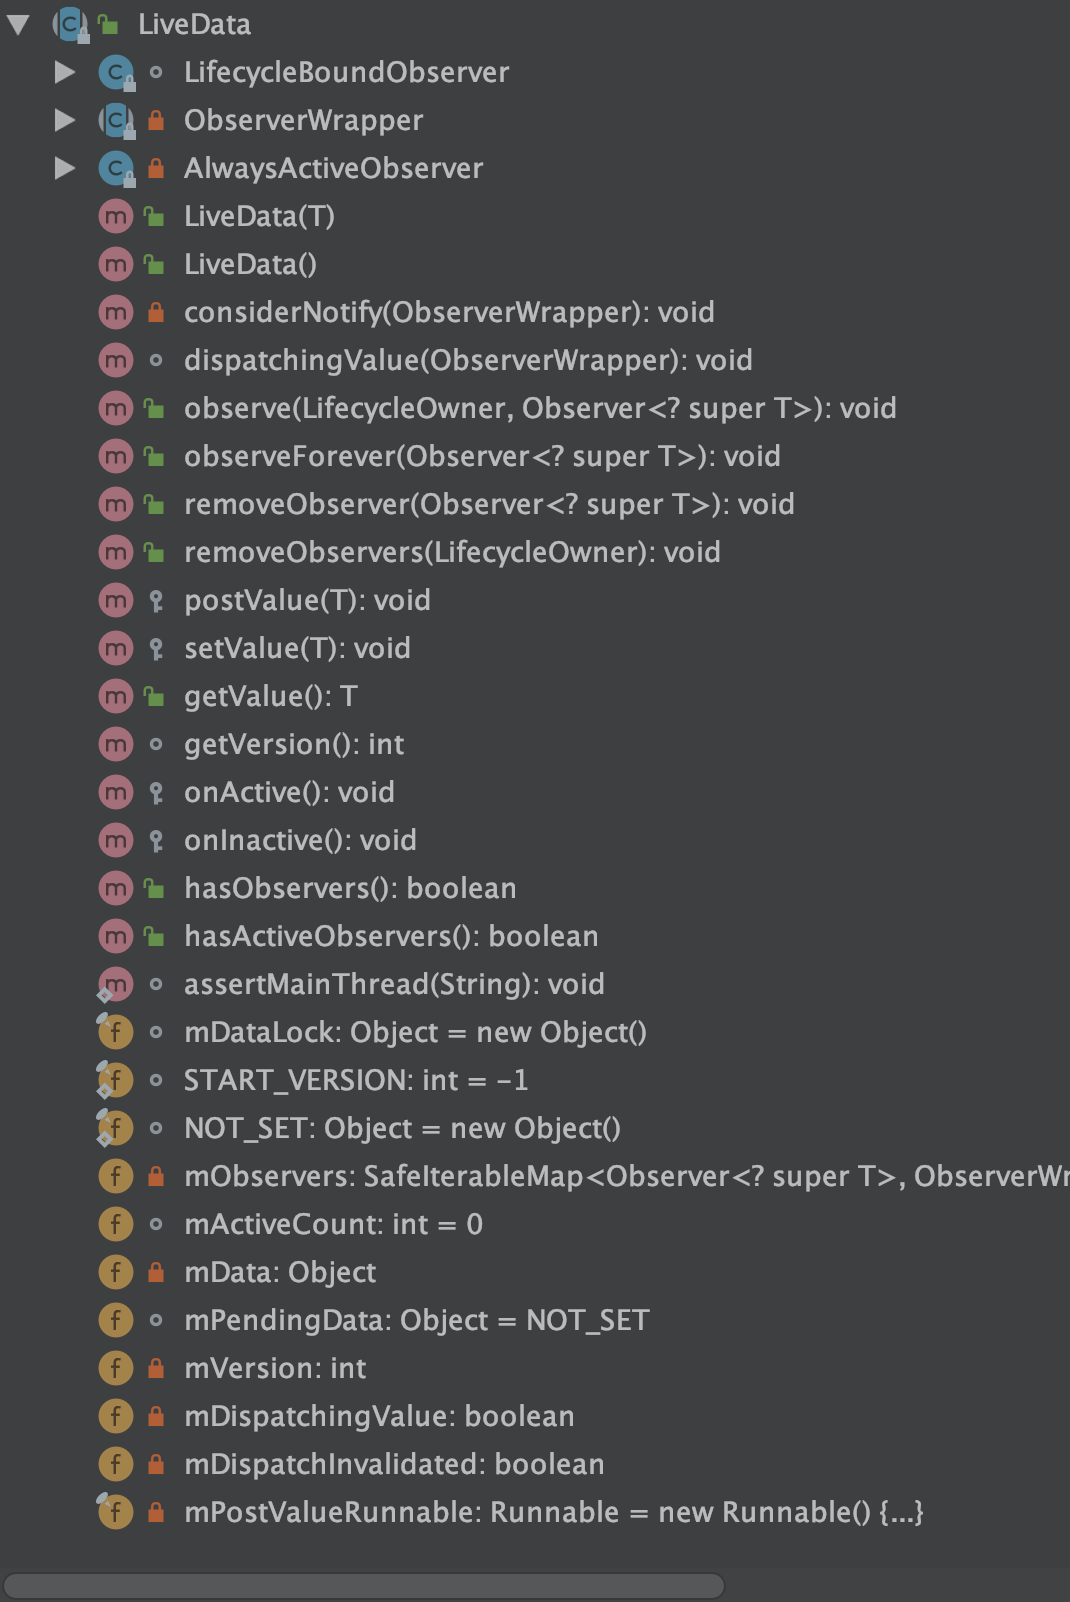 LiveData
LifecycleBoundObserver
ObserverWrapper
AlwaysActiveObserver
LiveData(T)
LiveData()
considerNotify(ObserverWrapper): void
dispatchingValue(ObserverWrapper): void
observe(LifecycleOwner, Observer<? super T>): void
observeForever(Observer<? super T>): void
removeObserver(Observer<? super T>): void
removeObservers(LifecycleOwner): void
postValue(T): void
setValue(T): void
getValue(): T
getVersion(): int
onActive(): void
onInactive(): void
hasObservers(): boolean
hasActiveObservers(): boolean
assertMainThread(String): void
mDataLock: Object = new Object()
START_VERSION: int = -1
NOT_SET: Object = new Object()
mObservers: SafeIterableMap<Observer<? super T>, ObserverWr
mActiveCount: int = 0
mData: Object
mPendingData: Object = NOT_SET
mVersion: int
mDispatchingValue: boolean
mDispatchInvalidated: boolean
mPostValueRunnable: Runnable = new Runnable() {...}